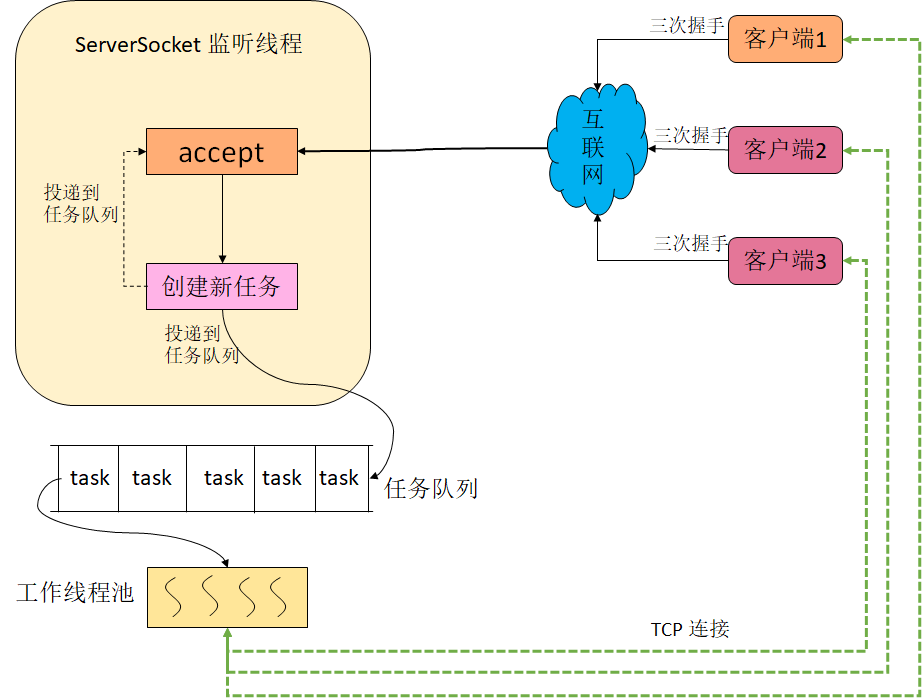 ServerSocket 监听线程
accept
投递到
任务队列
创建新任务
投递到
任务队列
三次握手
客户端1
互
联
网
三次握手
客户端2
三次握手
客户端3
task
task
task
task
task
任务队列
工作线程池
TCP 连接